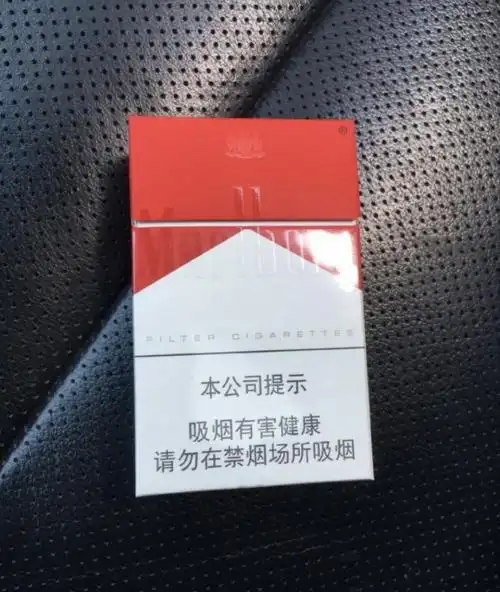 ®
Marlboro
FILTER CIGARETTES
本公司提示
吸烟有害健康
请勿在禁烟场所吸烟